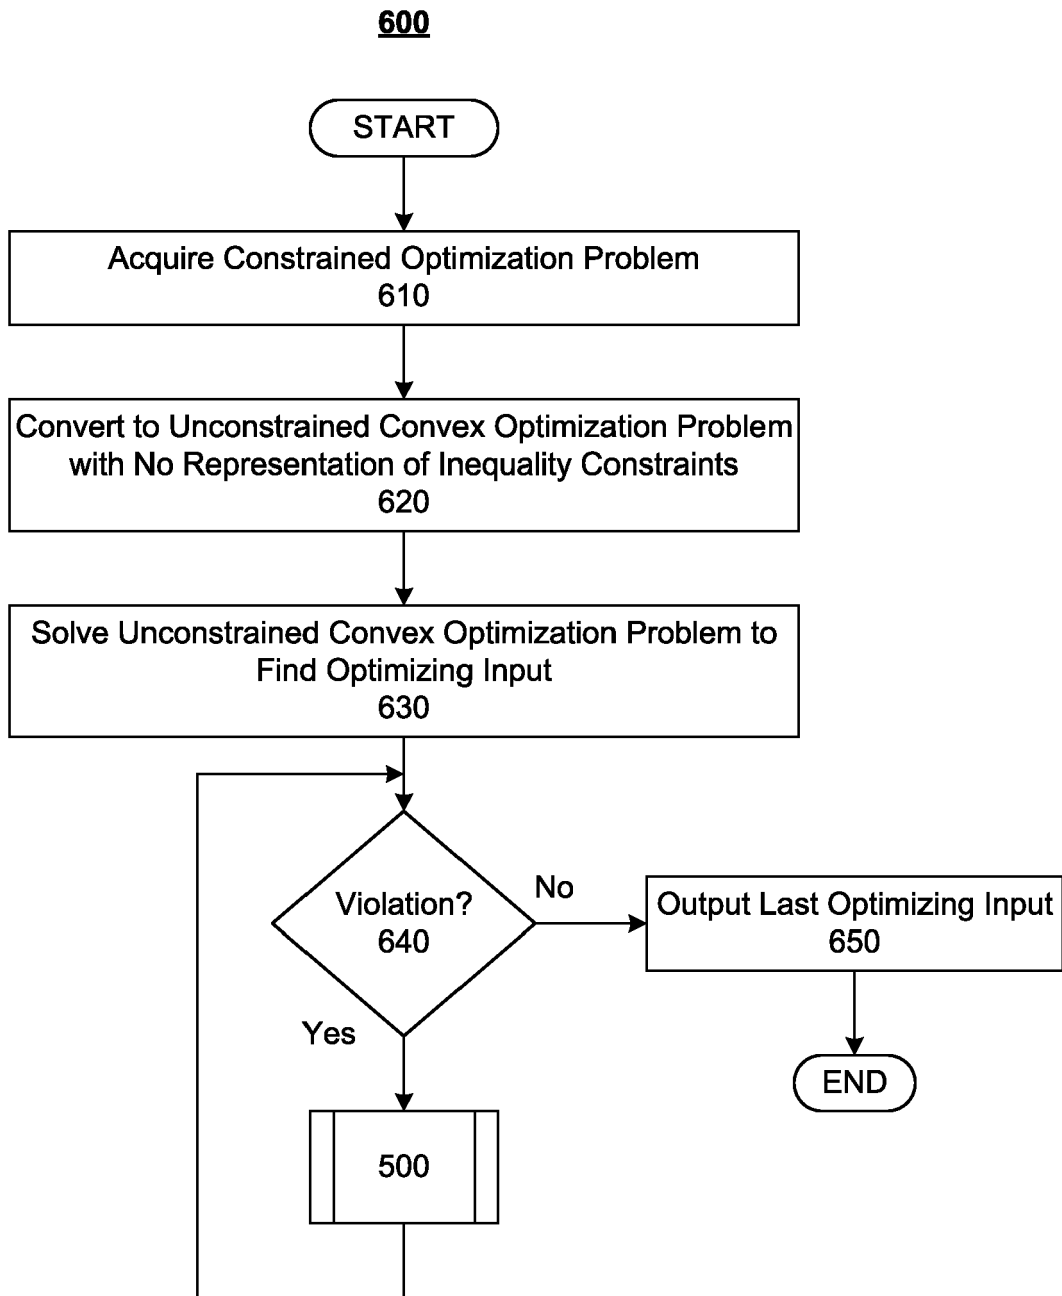 600
START
Acquire Constrained Optimization Problem
610
Convert to Unconstrained Convex Optimization Problem
with No Representation of Inequality Constraints
620
Solve Unconstrained Convex Optimization Problem to
Find Optimizing Input
630
Violation?
640
No
Output Last Optimizing Input
650
Yes
END
500